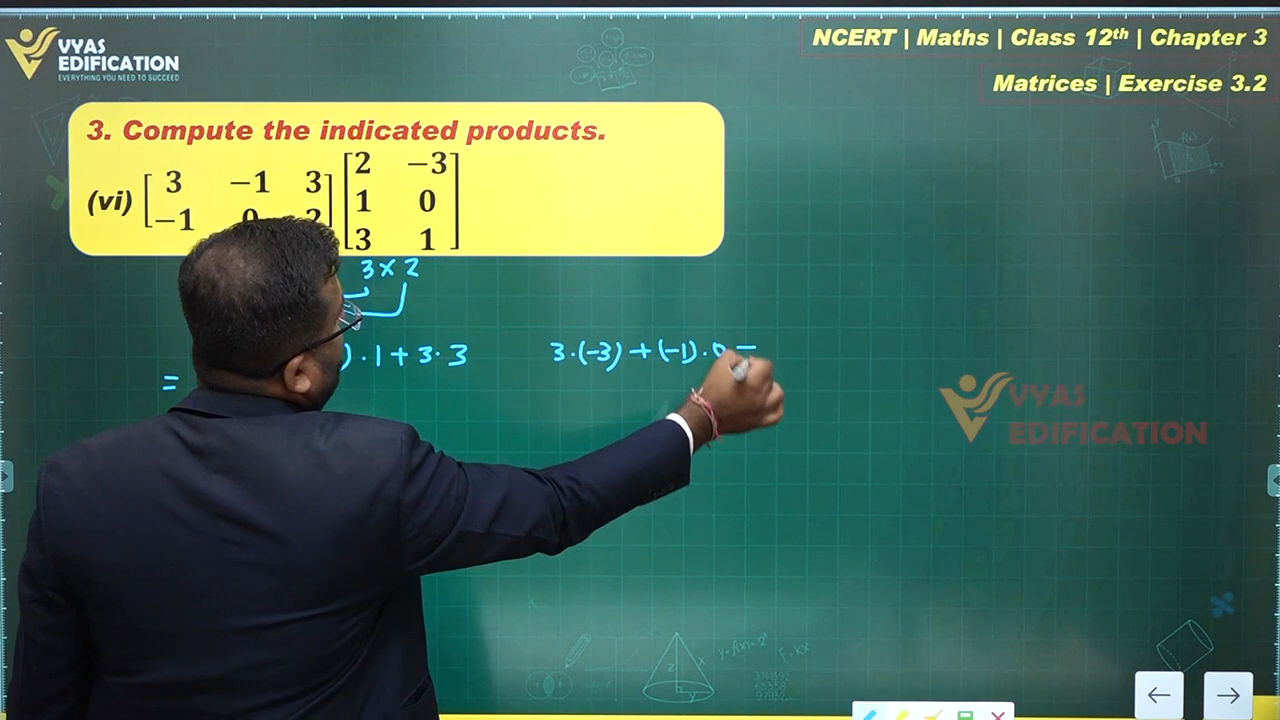 VYAS
EDIFICATION
EVERYTHING YOU NEED TO SUCCEED
NCERT | Maths | Class 12th | Chapter 3
Matrices | Exercise 3.2
3. Compute the indicated products.
(vi) [3 −1 3] [2 −3]
[−1 0 2] [1 0]
[3 1]
3×2
) · 1 + 3 · 3 3 · (-3) + (-1) · 0
=
VYAS
EDIFICATION